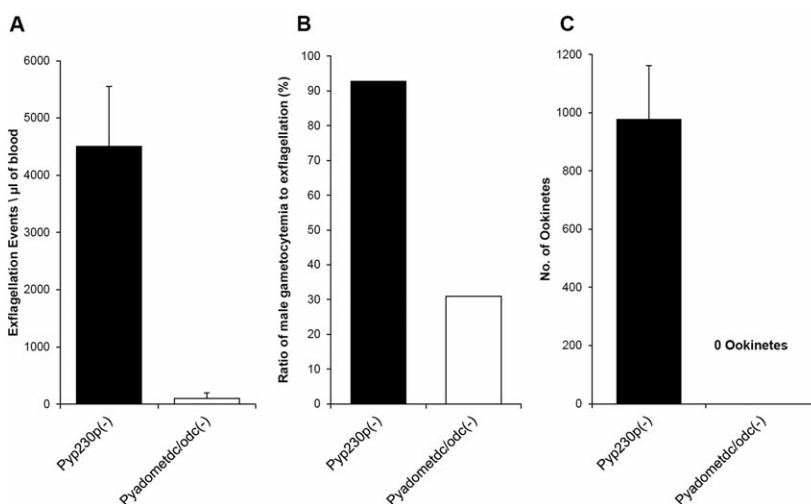 A
Exflagellation Events \ µl of blood
6000
5000
4000
3000
2000
1000
0
Pyp230p(-)
Pyadometdc/odc(-)
B
Ratio of male gametocytemia to exflagellation (%)
100
90
80
70
60
50
40
30
20
10
0
Pyp230p(-)
Pyadometdc/odc(-)
C
No. of Ookinetes
1200
1000
800
600
400
200
0
0 Ookinetes
Pyp230p(-)
Pyadometdc/odc(-)